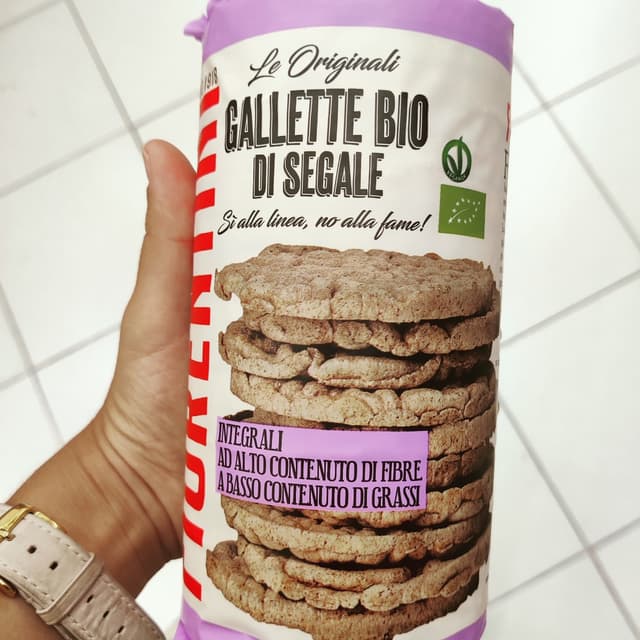 Le Originali
GALLETTE BIO
DI SEGALE
Sì alla linea, no alla fame!
FIORENTINI
INTEGRALI
AD ALTO CONTENUTO DI FIBRE
A BASSO CONTENUTO DI GRASSI